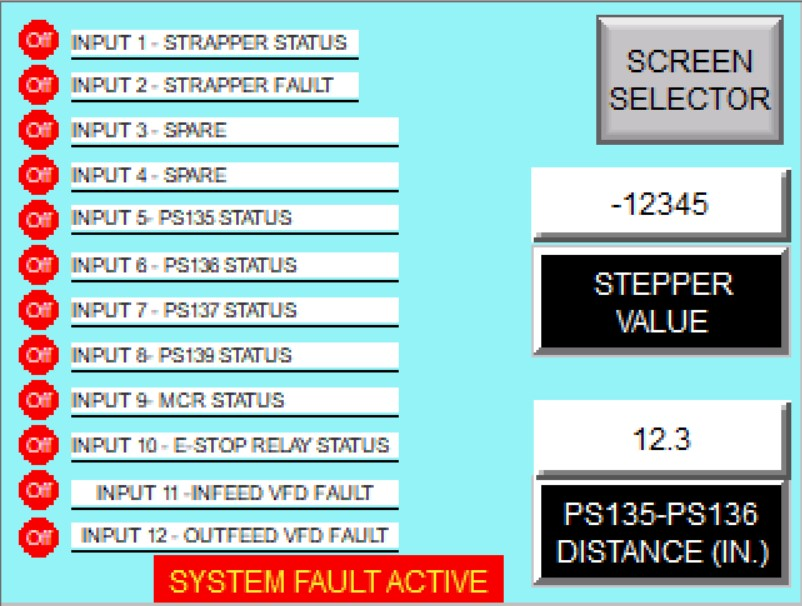 Off INPUT 1 - STRAPPER STATUS
Off INPUT 2 - STRAPPER FAULT
Off INPUT 3 - SPARE
Off INPUT 4 - SPARE
Off INPUT 5- PS135 STATUS
Off INPUT 6 - PS136 STATUS
Off INPUT 7 - PS137 STATUS
Off INPUT 8- PS139 STATUS
Off INPUT 9- MCR STATUS
Off INPUT 10 - E-STOP RELAY STATUS
Off INPUT 11 -INFEED VFD FAULT
Off INPUT 12 - OUTFEED VFD FAULT
SYSTEM FAULT ACTIVE
SCREEN
SELECTOR
-12345
STEPPER
VALUE
12.3
PS135-PS136
DISTANCE (IN.)